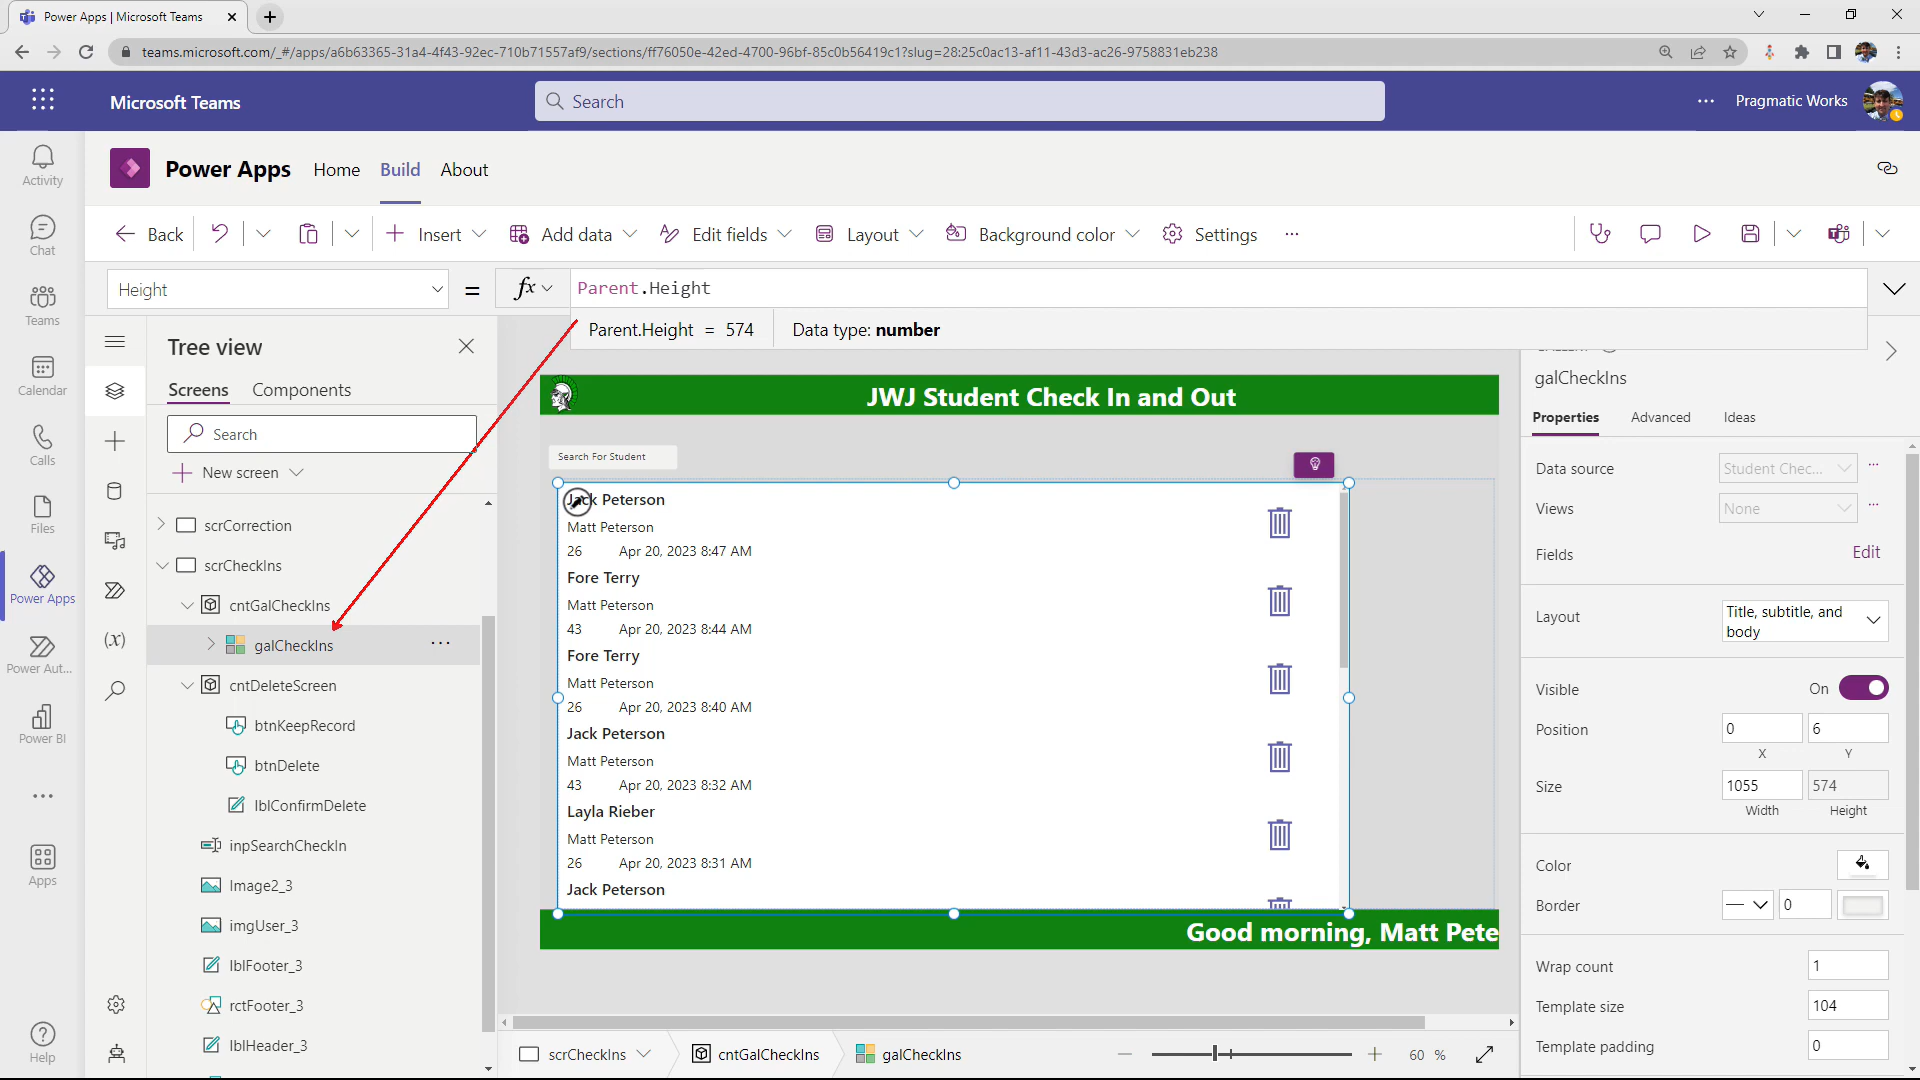 Power Apps | Microsoft Teams
teams.microsoft.com/_#/apps/a6b63365-31a4-4f43-92ec-710b71557af9/sections/ff76050e-42ed-4700-96bf-85c0b56419c1?slug=28:25c0ac13-af11-43d3-ac26-9758831eb238
Microsoft Teams
Search
Pragmatic Works
Power Apps
Home
Build
About
Back
Insert
Add data
Edit fields
Layout
Background color
Settings
Height
=
fx
Parent.Height
Parent.Height = 574
Data type: number
Activity
Chat
Teams
Calendar
Calls
Files
Power Apps
Power Aut...
Power BI
Apps
Help
Tree view
Screens
Components
Search
New screen
scrCorrection
scrCheckIns
cntGalCheckIns
galCheckIns
cntDeleteScreen
btnKeepRecord
btnDelete
lblConfirmDelete
inpSearchCheckIn
Image2_3
imgUser_3
lblFooter_3
rctFooter_3
lblHeader_3
JWJ Student Check In and Out
Search For Student
Jack Peterson
Matt Peterson
26 Apr 20, 2023 8:47 AM
Fore Terry
Matt Peterson
43 Apr 20, 2023 8:44 AM
Fore Terry
Matt Peterson
26 Apr 20, 2023 8:40 AM
Jack Peterson
Matt Peterson
43 Apr 20, 2023 8:32 AM
Layla Rieber
Matt Peterson
26 Apr 20, 2023 8:31 AM
Jack Peterson
Good morning, Matt Pete
scrCheckIns
cntGalCheckIns
galCheckIns
60 %
galCheckIns
Properties
Advanced
Ideas
Data source
Student Chec...
Views
None
Fields
Edit
Layout
Title, subtitle, and body
Visible
On
Position
0
6
X
Y
Size
1055
574
Width
Height
Color
Border
0
Wrap count
1
Template size
104
Template padding
0